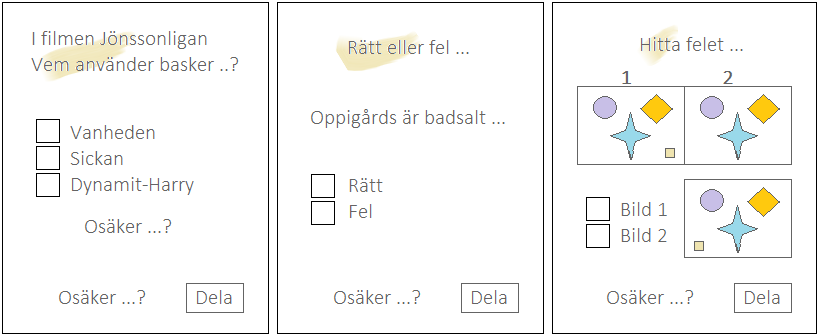 I filmen Jönssonligan
Vem använder basker ..?
Vanheden
Sickan
Dynamit-Harry
Osäker ...?
Osäker ...?
Dela
Rätt eller fel ...
Oppigårds är badsalt ...
Rätt
Fel
Osäker ...?
Dela
Hitta felet ...
1
2
Bild 1
Bild 2
Osäker ...?
Dela